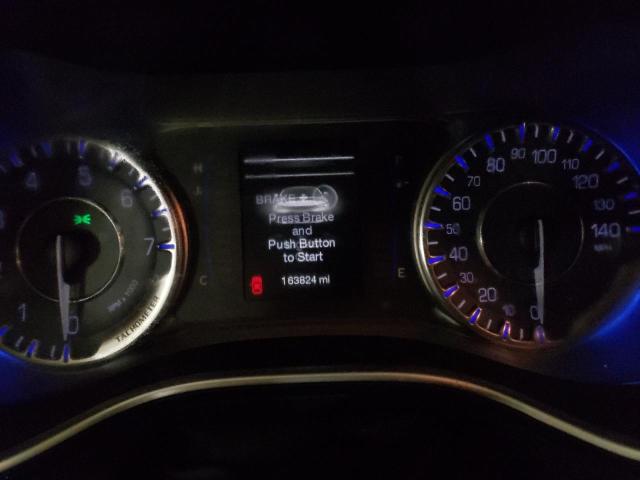 BRAKE +
Press Brake
and
Push Button
to Start
163824 mi
H
C
F
E
0
1
3
4
5
6
7
RPM x 1000
TACHOMETER
0
10
20
30
40
50
60
70
80
90
100
110
120
130
140
MPH